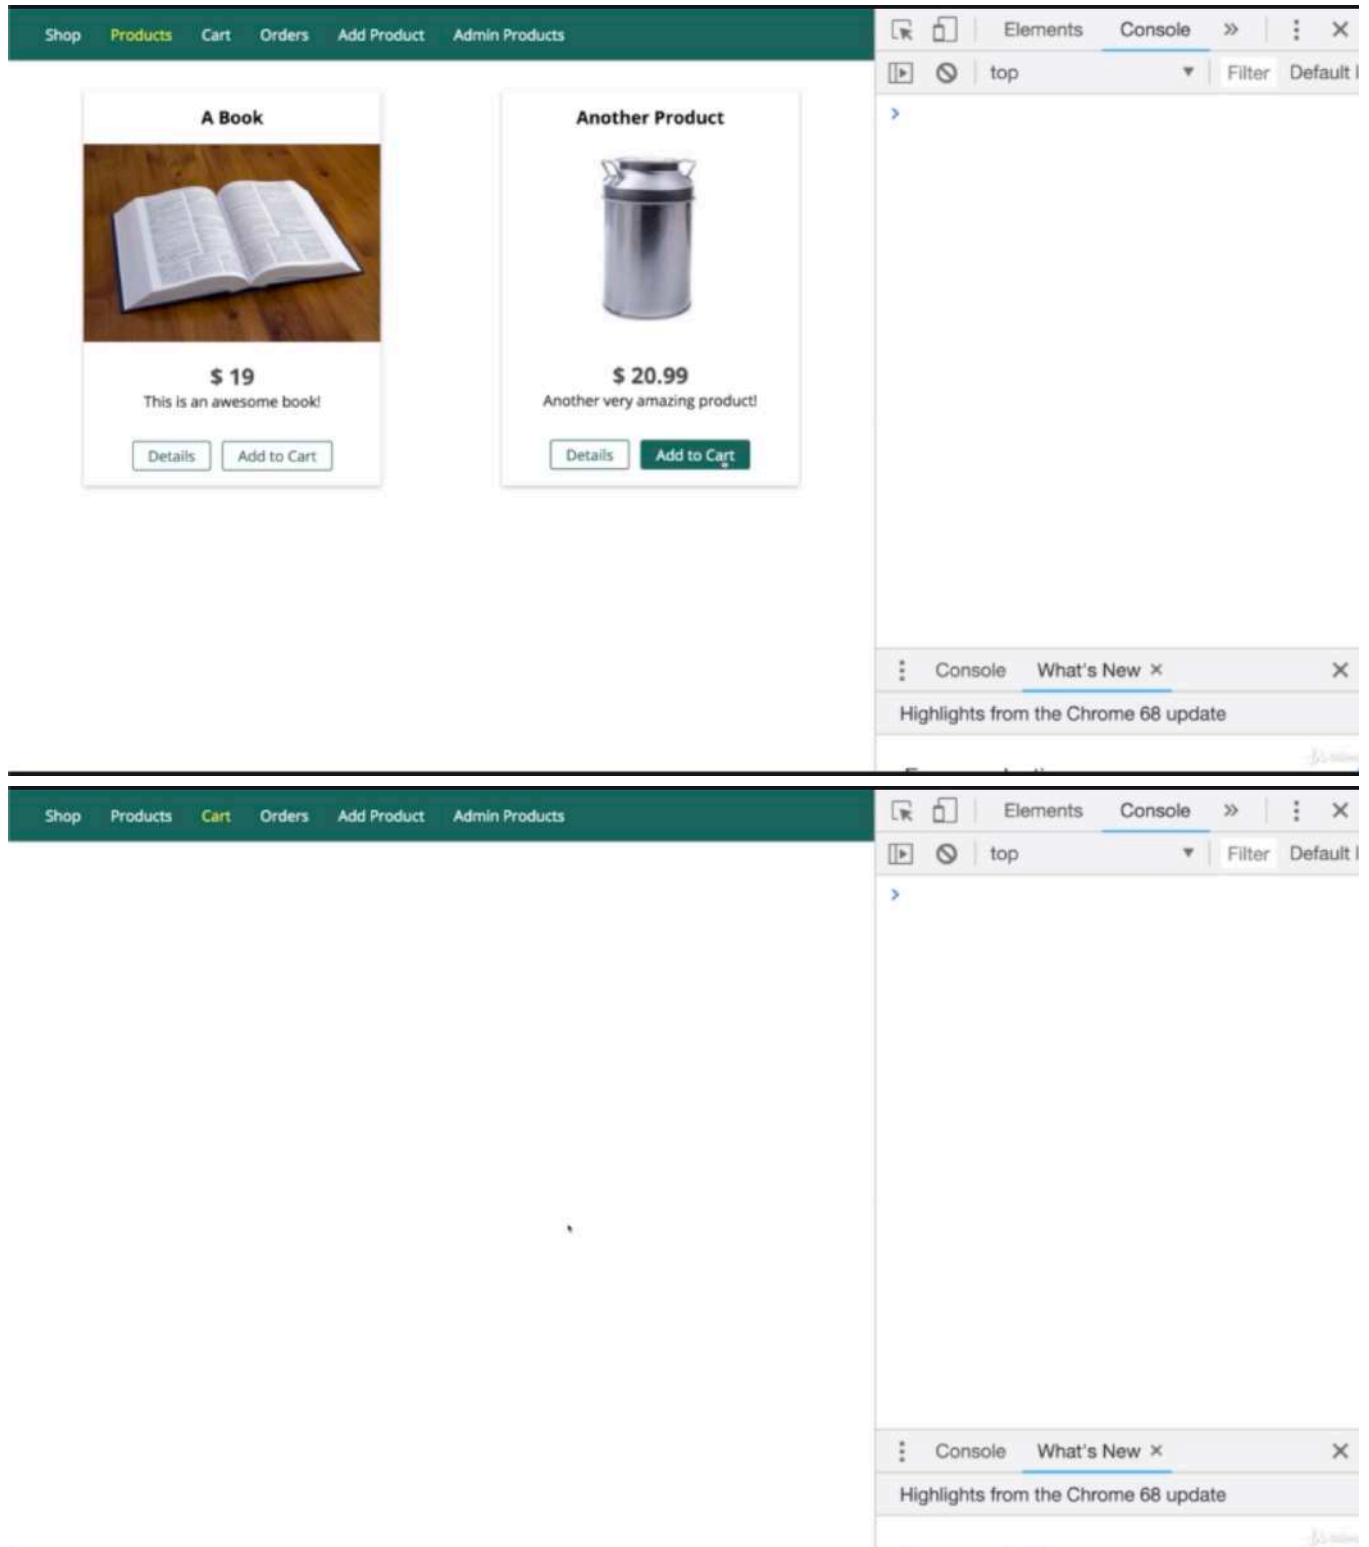 Shop Products Cart Orders Add Product Admin Products
Elements Console » ⋮ ×
top ▼ Filter Default
A Book
Another Product
>
$ 19
$ 20.99
This is an awesome book!
Another very amazing product!
Details Add to Cart
Details Add to Cart
Console What's New ×
Highlights from the Chrome 68 update
Shop Products Cart Orders Add Product Admin Products
Elements Console » ⋮ ×
top ▼ Filter Default
>
Console What's New ×
Highlights from the Chrome 68 update